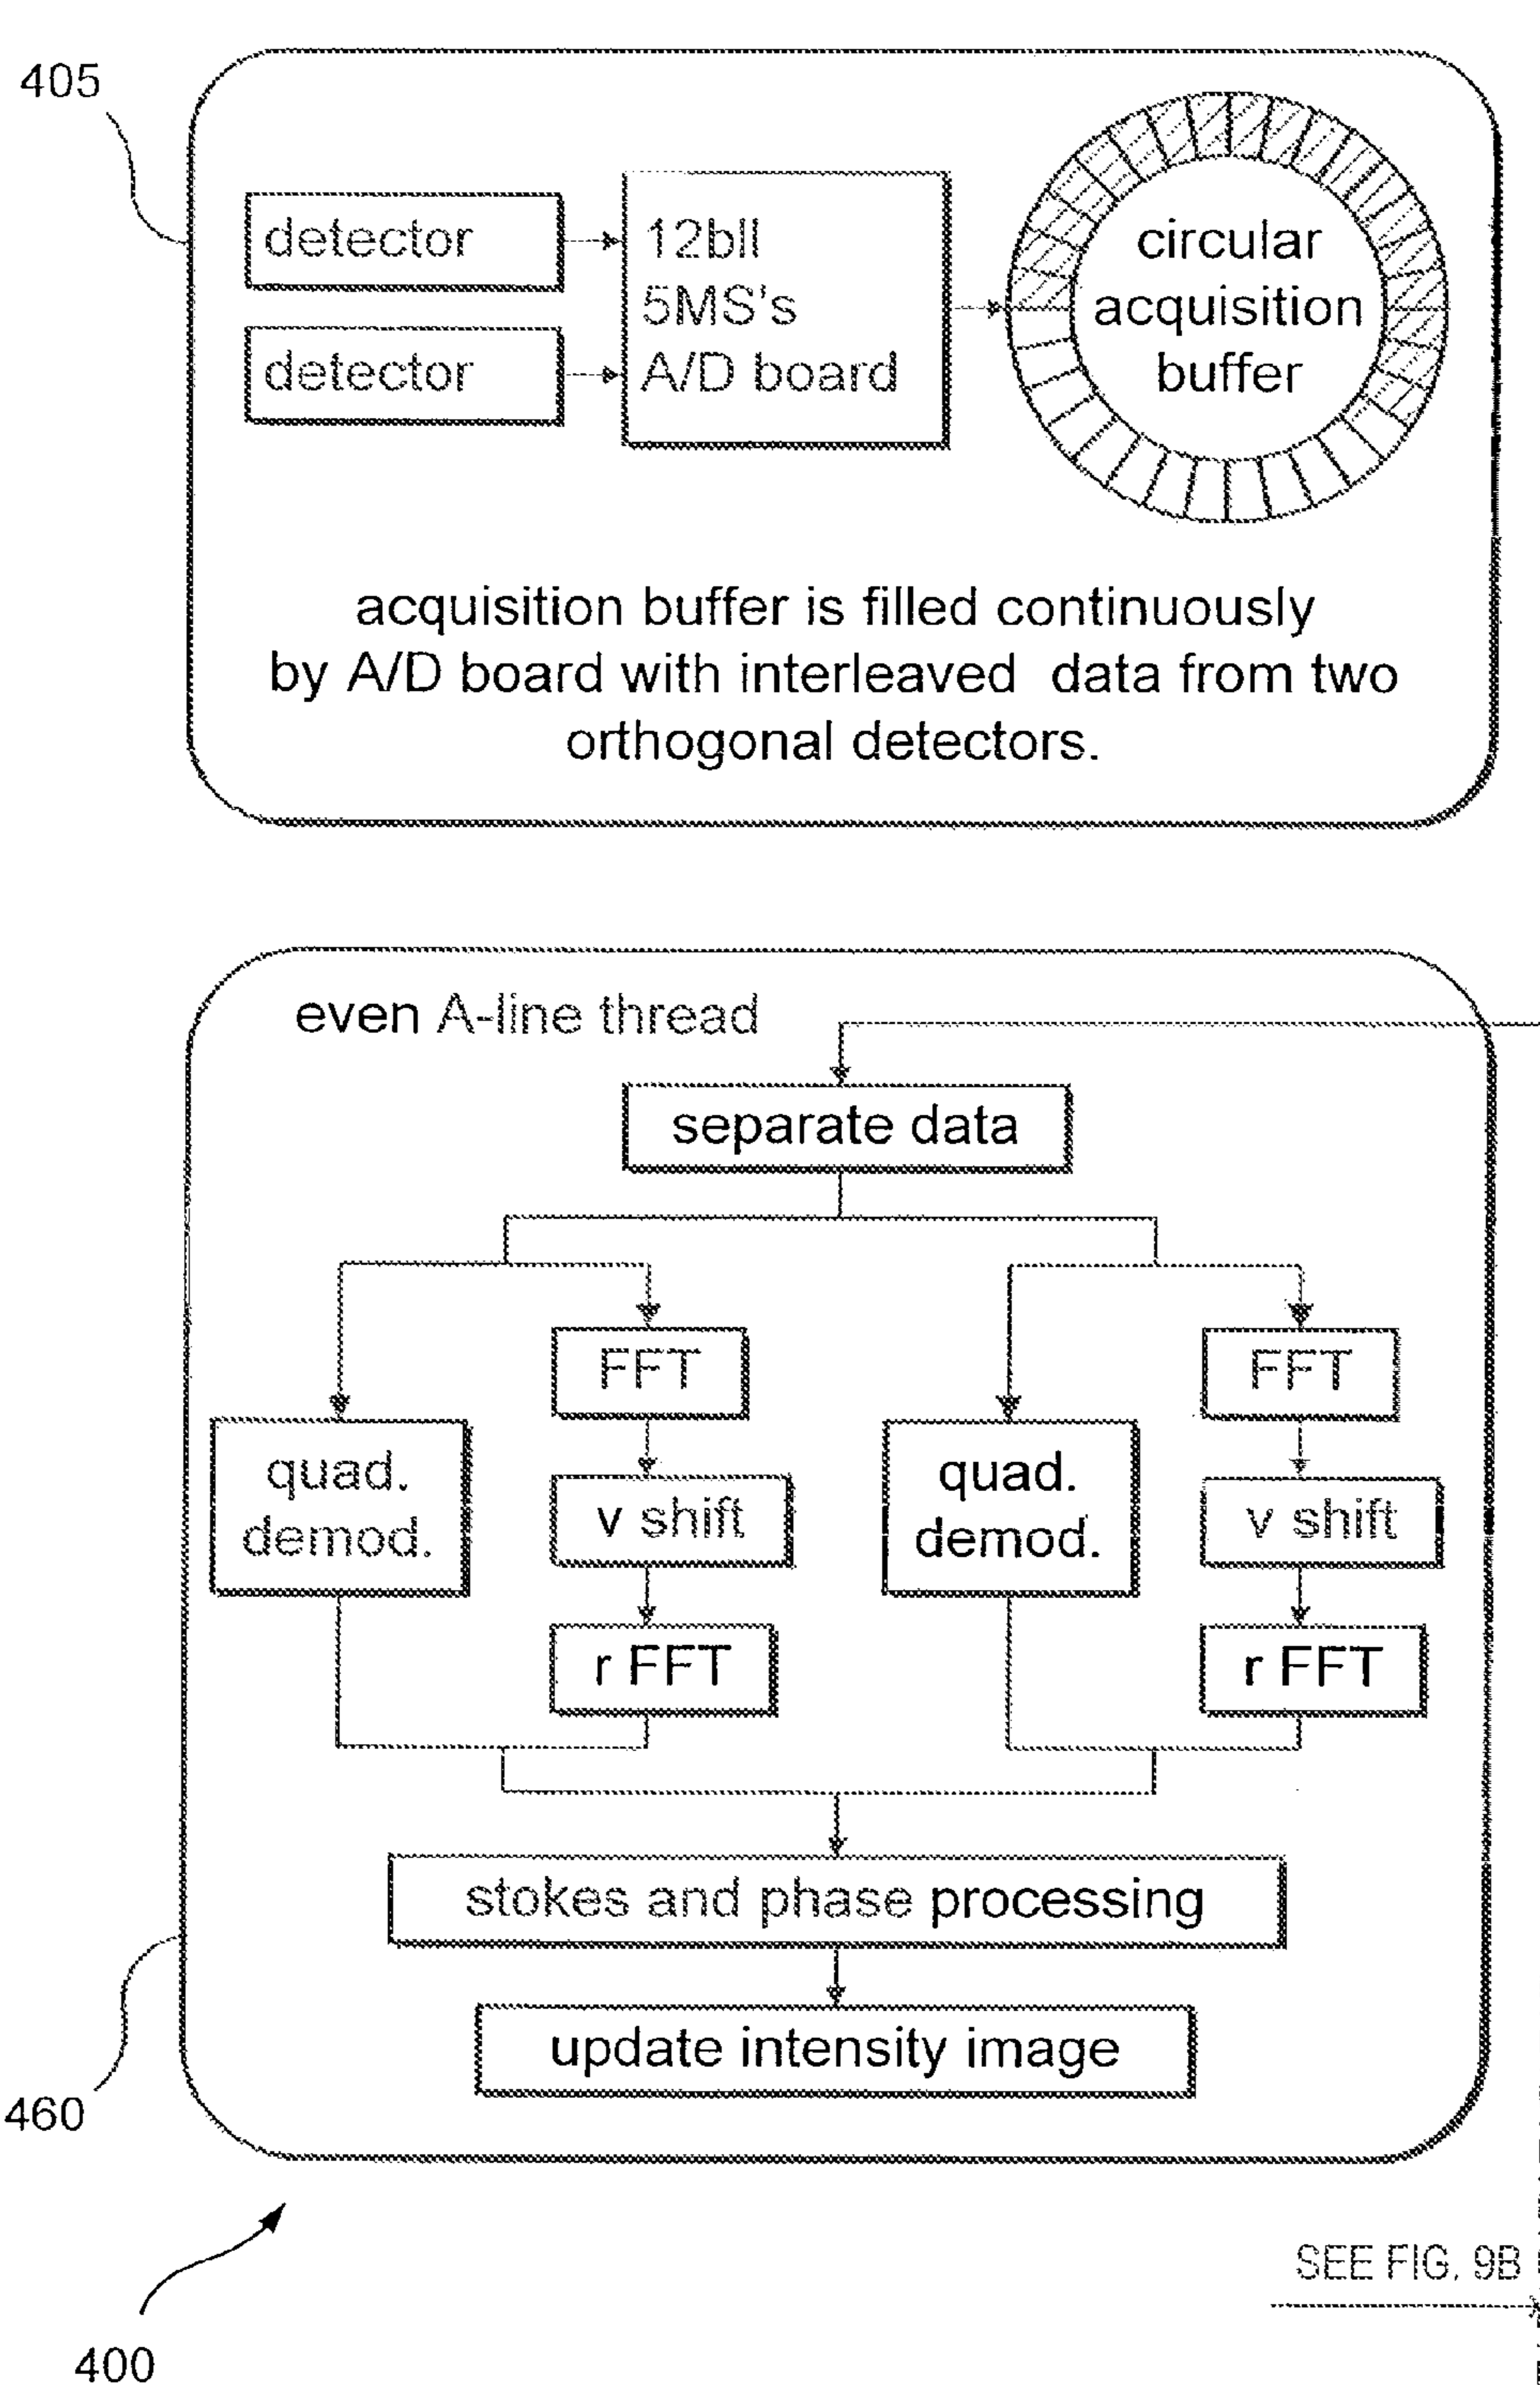 405
detector
detector
12bll
5MS's
A/D board
circular
acquisition
buffer
acquisition buffer is filled continuously
by A/D board with interleaved data from two
orthogonal detectors.
even A-line thread
separate data
FFT
FFT
quad.
demod.
v shift
quad.
demod.
v shift
r FFT
r FFT
stokes and phase processing
update intensity image
460
SEE FIG. 9B
400